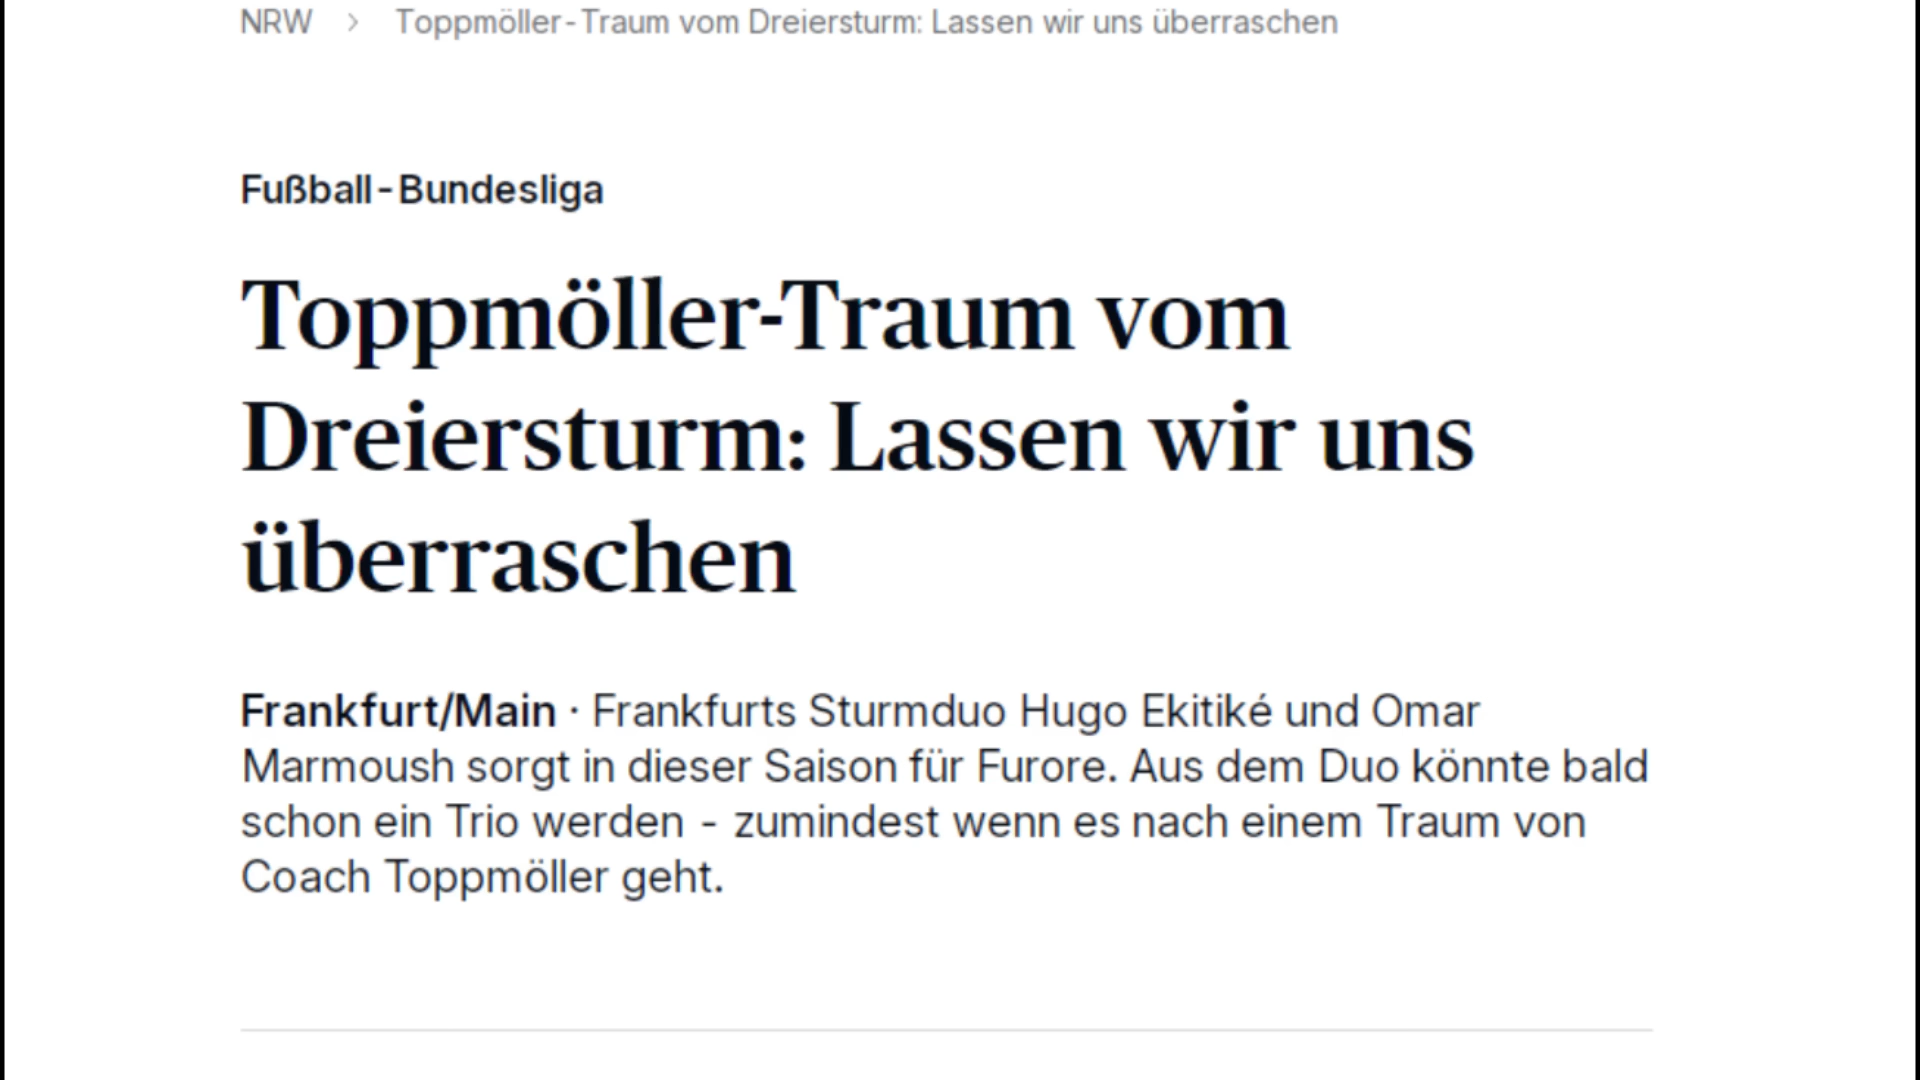 NRW > Toppmöller-Traum vom Dreiersturm: Lassen wir uns überraschen
Fußball-Bundesliga
Toppmöller-Traum vom
Dreiersturm: Lassen wir uns
überraschen
Frankfurt/Main · Frankfurts Sturmduo Hugo Ekitiké und Omar
Marmoush sorgt in dieser Saison für Furore. Aus dem Duo könnte bald
schon ein Trio werden - zumindest wenn es nach einem Traum von
Coach Toppmöller geht.